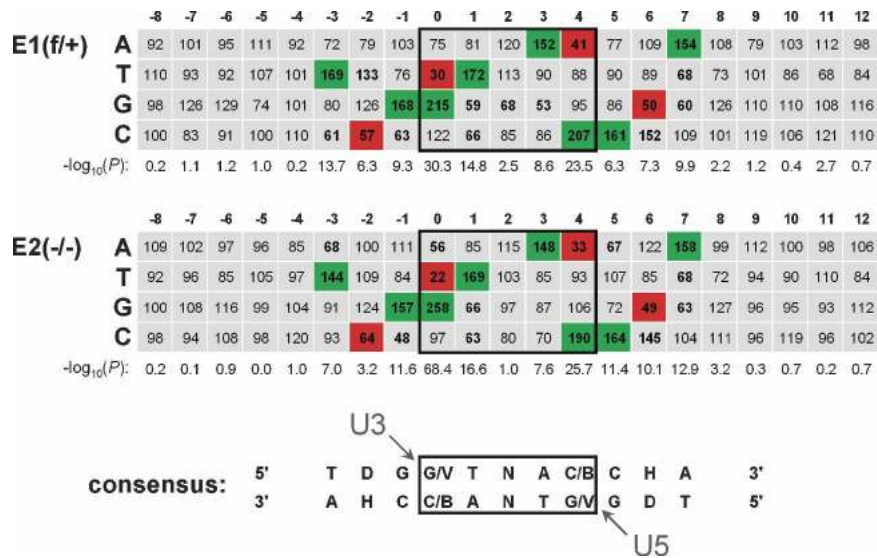 -8 -7 -6 -5 -4 -3 -2 -1 0 1 2 3 4 5 6 7 8 9 10 11 12
E1(f/+) A 92 101 95 111 92 72 79 103 75 81 120 152 41 77 109 154 108 79 103 112 98
T 110 93 92 107 101 169 133 76 30 172 113 90 88 90 89 68 73 101 86 68 84
G 98 126 129 74 101 80 126 168 215 59 68 53 95 86 50 60 126 110 110 108 116
C 100 83 91 100 110 61 57 63 122 66 85 86 207 161 152 109 101 119 106 121 110
-log10(P): 0.2 1.1 1.2 1.0 0.2 13.7 6.3 9.3 30.3 14.8 2.5 8.6 23.5 6.3 7.3 9.9 2.2 1.2 0.4 2.7 0.7
-8 -7 -6 -5 -4 -3 -2 -1 0 1 2 3 4 5 6 7 8 9 10 11 12
E2(-/-) A 109 102 97 96 85 68 100 111 56 85 115 148 33 67 122 158 99 112 100 98 106
T 92 96 85 105 97 144 109 84 22 169 103 85 93 107 85 68 72 94 90 110 84
G 100 108 116 99 104 91 124 157 258 66 97 87 106 72 49 63 127 96 95 93 112
C 98 94 108 98 120 93 64 48 97 63 80 70 190 164 145 104 111 96 119 96 102
-log10(P): 0.2 0.1 0.9 0.0 1.0 7.0 3.2 11.6 68.4 16.6 1.0 7.6 25.7 11.4 10.1 12.9 3.2 0.3 0.7 0.2 0.7
U3
consensus: 5' T D G G/V T N A C/B C H A 3'
3' A H C C/B A N T G/V G D T 5'
U5